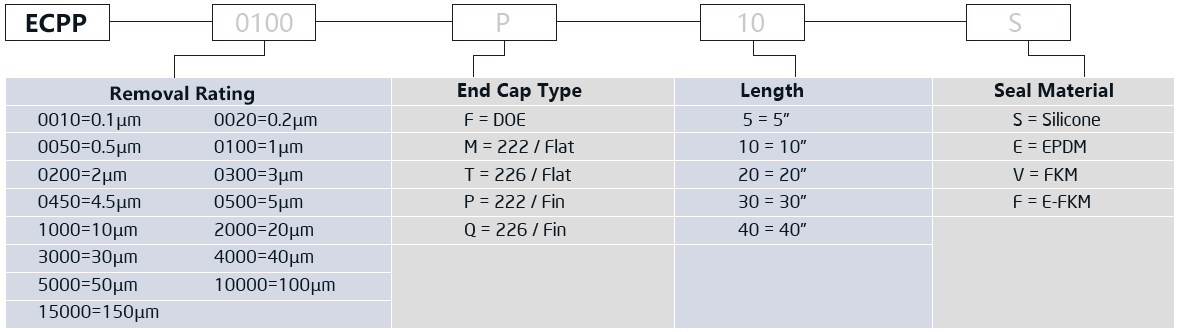 ECPP 0100 P 10 S
Removal Rating End Cap Type Length Seal Material
0010=0.1μm 0020=0.2μm F = DOE 5 = 5” S = Silicone
0050=0.5μm 0100=1μm M = 222 / Flat 10 = 10” E = EPDM
0200=2μm 0300=3μm T = 226 / Flat 20 = 20” V = FKM
0450=4.5μm 0500=5μm P = 222 / Fin 30 = 30” F = E-FKM
1000=10μm 2000=20μm Q = 226 / Fin 40 = 40”
3000=30μm 4000=40μm
5000=50μm 10000=100μm
15000=150μm